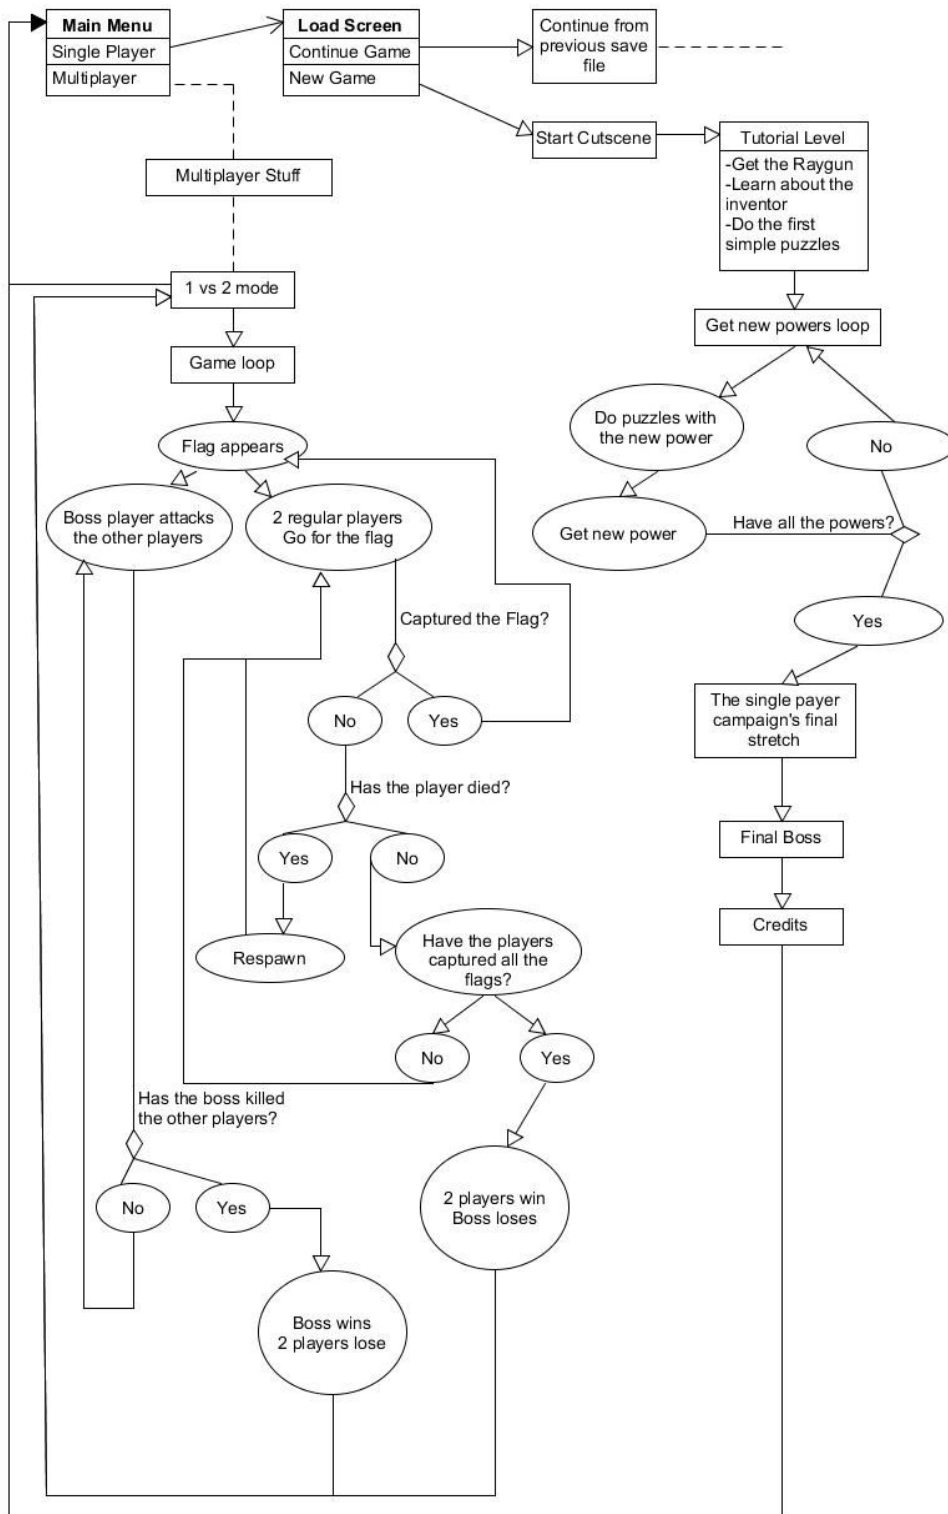 Main Menu
Single Player
Multiplayer
Load Screen
Continue Game
New Game
Continue from
previous save
file
Start Cutscene
Tutorial Level
-Get the Raygun
-Learn about the
inventor
-Do the first
simple puzzles
Multiplayer Stuff
1 vs 2 mode
Game loop
Flag appears
Boss player attacks
the other players
2 regular players
Go for the flag
Captured the Flag?
No
Yes
Has the player died?
Yes
No
Respawn
Have the players
captured all the
flags?
No
Yes
Has the boss killed
the other players?
No
Yes
2 players win
Boss loses
Boss wins
2 players lose
Get new powers loop
Do puzzles with
the new power
No
Get new power
Have all the powers?
Yes
The single payer
campaign's final
stretch
Final Boss
Credits